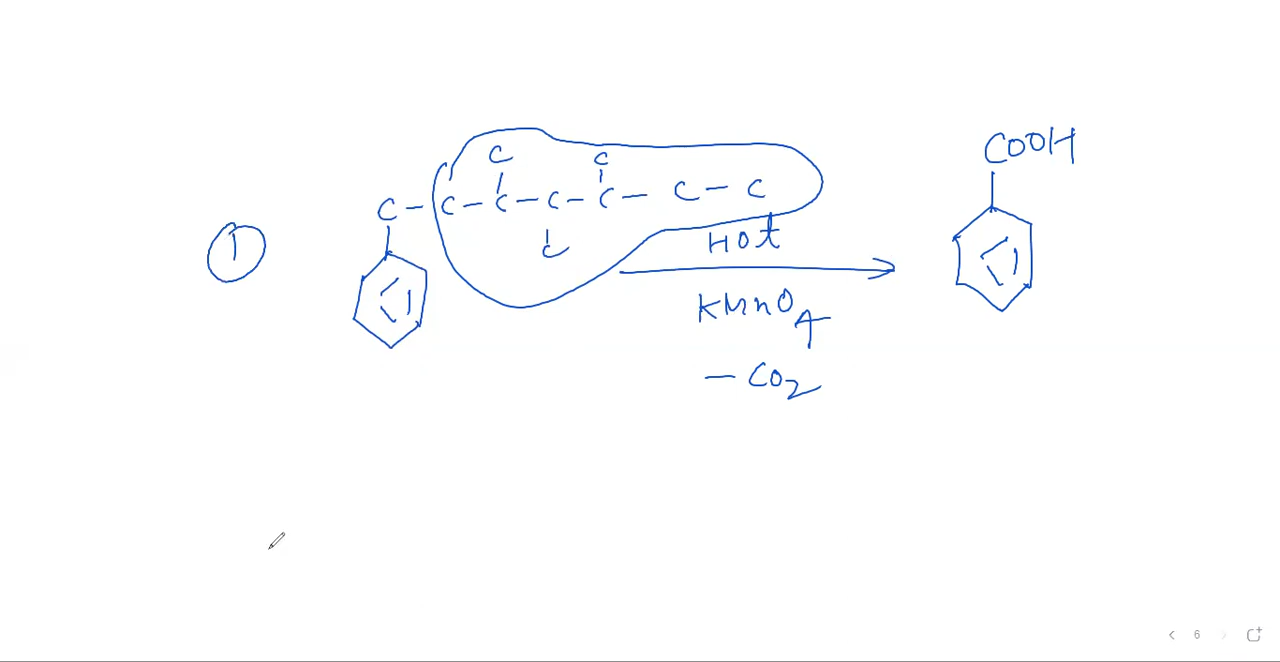 C C
C - C - C - C - C - C - C
C
1
HOt
KMnO4
- CO2
COOH
6